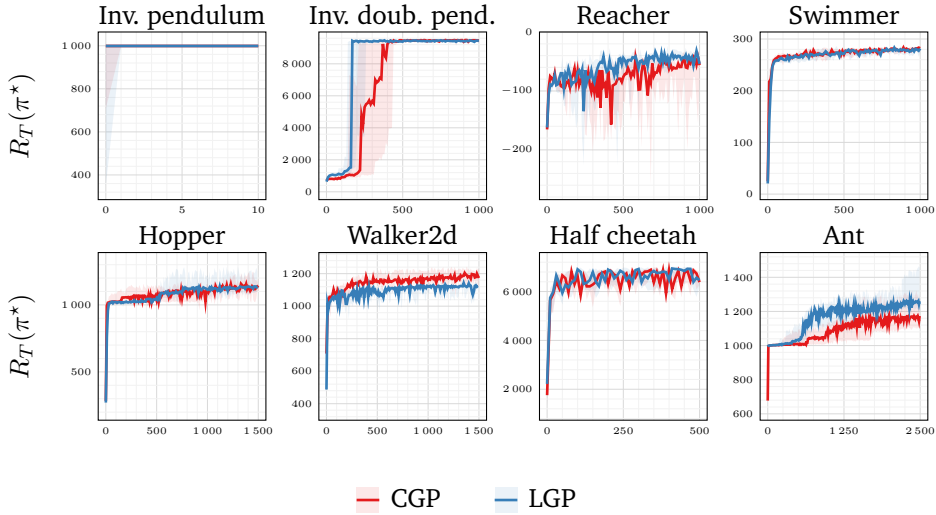 Inv. pendulum Inv. doub. pend. Reacher Swimmer
R_T(π⋆)
1 000
800
600
400
0 5 10
8 000
6 000
4 000
2 000
0
0 500 1 000
0
−100
−200
0 500 1 000
300
200
100
0
0 500 1 000
Hopper Walker2d Half cheetah Ant
R_T(π⋆)
1 000
500
0 500 1 000 1 500
1 200
1 000
800
600
400
0 500 1 000 1 500
6 000
4 000
2 000
0 250 500
1 400
1 200
1 000
800
600
0 1 250 2 500
CGP LGP